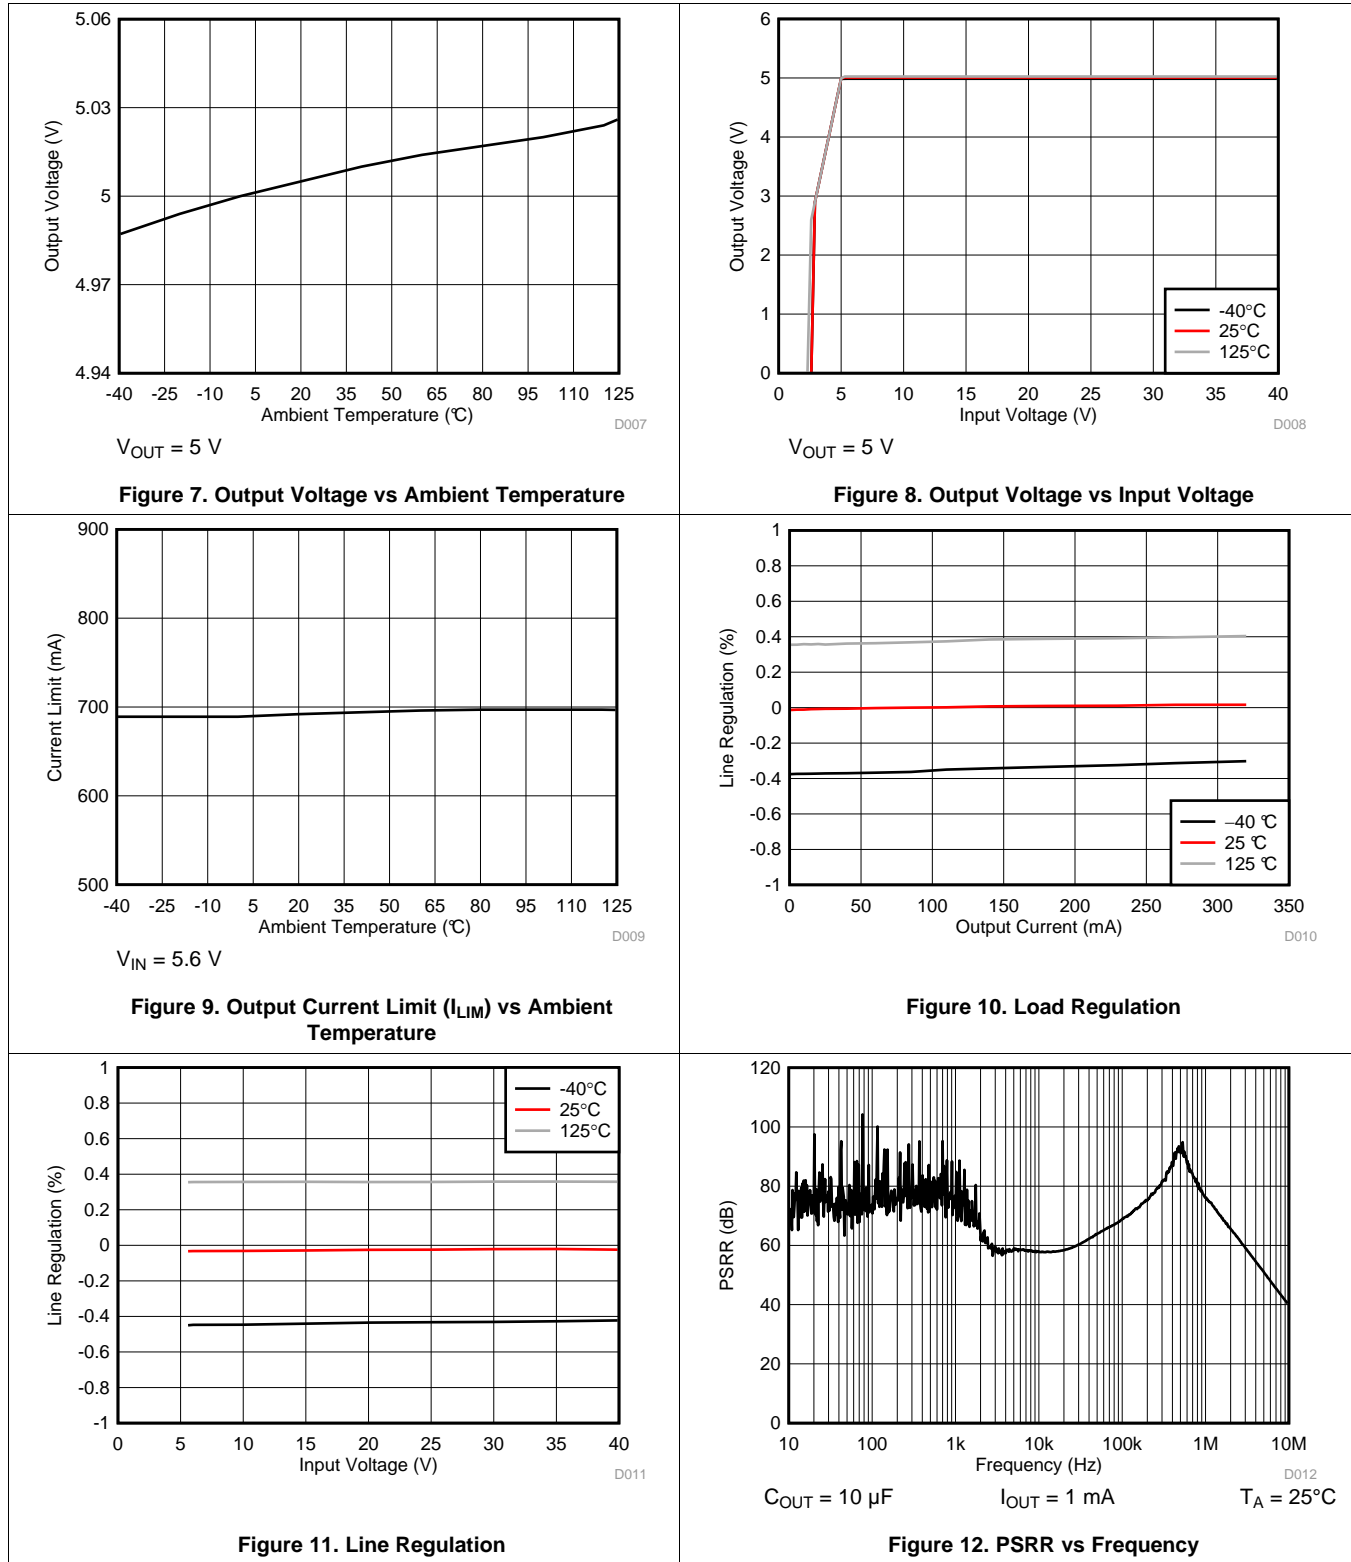 5.06
5.03
5
4.97
4.94
Output Voltage (V)
-40 -25 -10 5 20 35 50 65 80 95 110 125
Ambient Temperature (°C)
D007
V_OUT = 5 V
Figure 7. Output Voltage vs Ambient Temperature
6
5
4
3
2
1
0
Output Voltage (V)
-40°C
25°C
125°C
0 5 10 15 20 25 30 35 40
Input Voltage (V)
D008
V_OUT = 5 V
Figure 8. Output Voltage vs Input Voltage
900
800
700
600
500
Current Limit (mA)
-40 -25 -10 5 20 35 50 65 80 95 110 125
Ambient Temperature (°C)
D009
V_IN = 5.6 V
Figure 9. Output Current Limit (I_LIM) vs Ambient
Temperature
1
0.8
0.6
0.4
0.2
0
-0.2
-0.4
-0.6
-0.8
-1
Line Regulation (%)
−40 °C
25 °C
125 °C
0 50 100 150 200 250 300 350
Output Current (mA)
D010
Figure 10. Load Regulation
1
0.8
0.6
0.4
0.2
0
-0.2
-0.4
-0.6
-0.8
-1
Line Regulation (%)
-40°C
25°C
125°C
0 5 10 15 20 25 30 35 40
Input Voltage (V)
D011
Figure 11. Line Regulation
120
100
80
60
40
20
0
PSRR (dB)
10 100 1k 10k 100k 1M 10M
Frequency (Hz)
D012
C_OUT = 10 µF I_OUT = 1 mA T_A = 25°C
Figure 12. PSRR vs Frequency